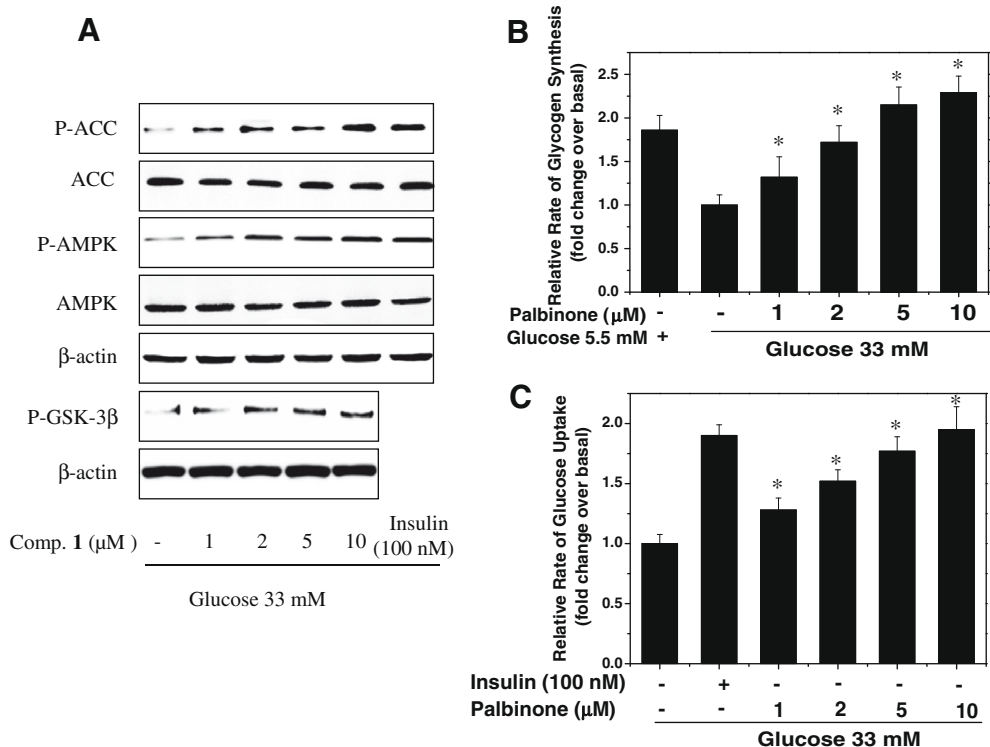 A
P-ACC
ACC
P-AMPK
AMPK
β-actin
P-GSK-3β
β-actin
Comp. 1 (μM ) - 1 2 5 10 Insulin (100 nM)
Glucose 33 mM
B
Relative Rate of Glycogen Synthesis
(fold change over basal)
2.5
2.0
1.5
1.0
0.5
0.0
* * * *
Palbinone (μM) - - 1 2 5 10
Glucose 5.5 mM +
Glucose 33 mM
C
Relative Rate of Glucose Uptake
(fold change over basal)
2.0
1.5
1.0
0.5
0.0
* * * *
Insulin (100 nM) - + - - - -
Palbinone (μM) - - 1 2 5 10
Glucose 33 mM